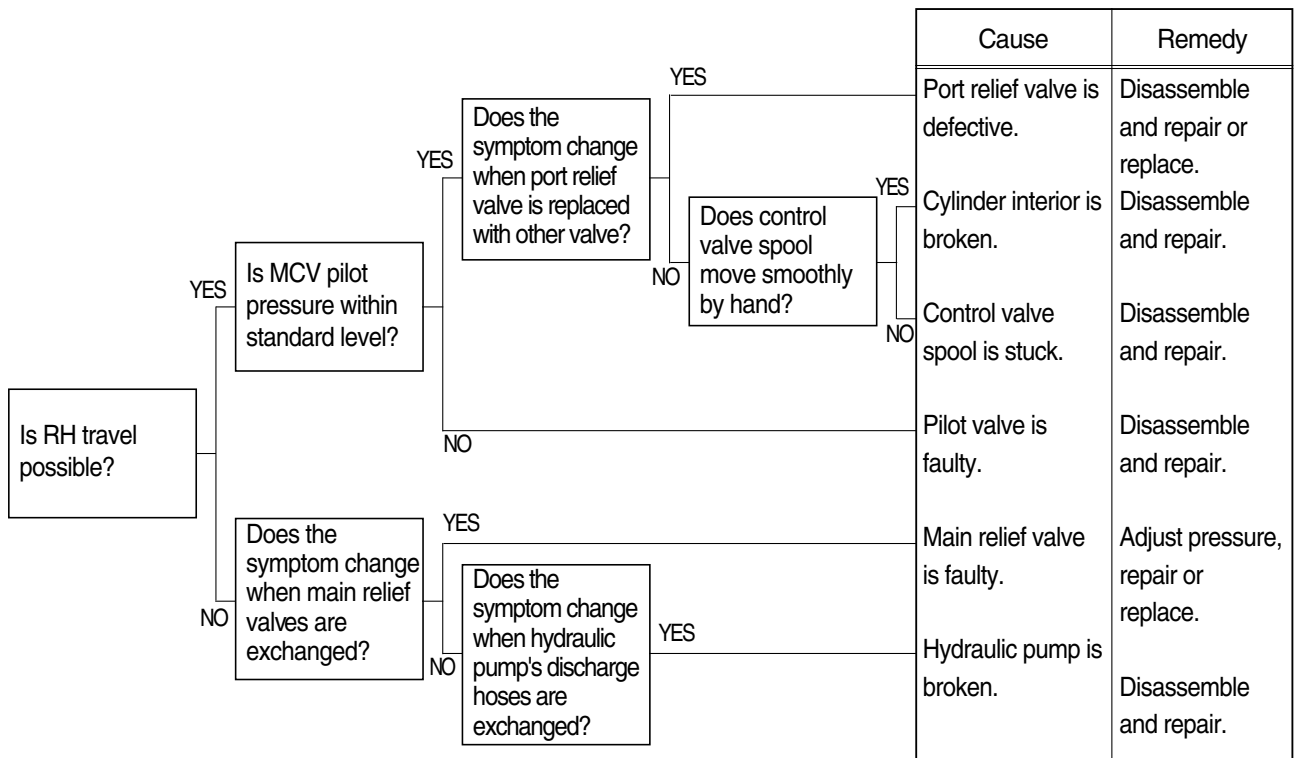 Is RH travel
possible?
YES
NO
Is MCV pilot
pressure within
standard level?
YES
NO
Does the
symptom change
when port relief
valve is replaced
with other valve?
YES
NO
Does control
valve spool
move smoothly
by hand?
YES
NO
Does the
symptom change
when main relief
valves are
exchanged?
YES
NO
Does the
symptom change
when hydraulic
pump's discharge
hoses are
exchanged?
YES
Cause
Remedy
Port relief valve is
defective.
Disassemble
and repair or
replace.
Cylinder interior is
broken.
Disassemble
and repair.
Control valve
spool is stuck.
Disassemble
and repair.
Pilot valve is
faulty.
Disassemble
and repair.
Main relief valve
is faulty.
Adjust pressure,
repair or
replace.
Hydraulic pump is
broken.
Disassemble
and repair.